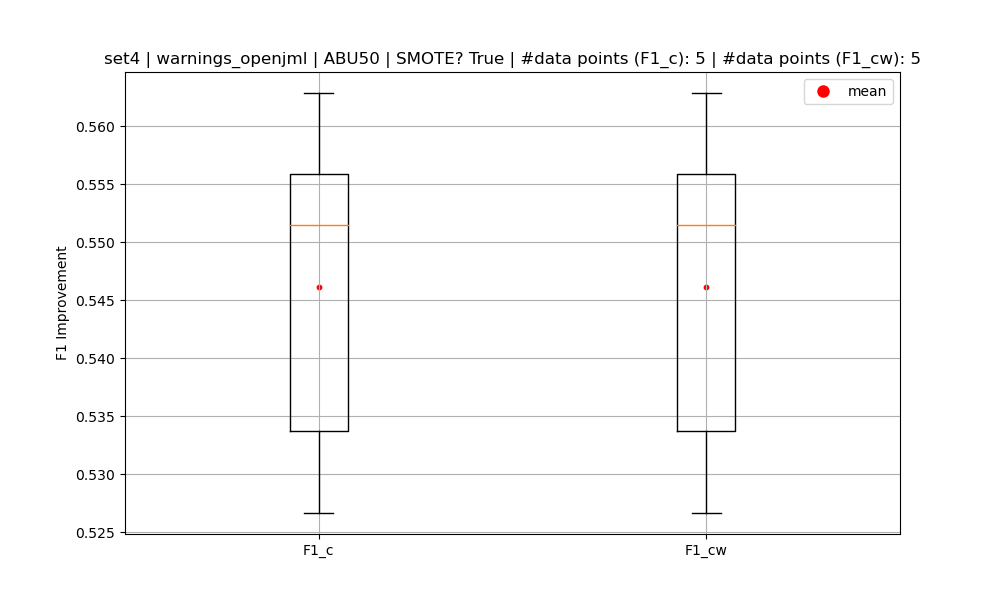 set4 | warnings_openjml | ABU50 | SMOTE? True | #data points (F1_c): 5 | #data points (F1_cw): 5
mean
0.560
0.555
0.550
0.545
0.540
0.535
0.530
0.525
F1 Improvement
F1_c
F1_cw